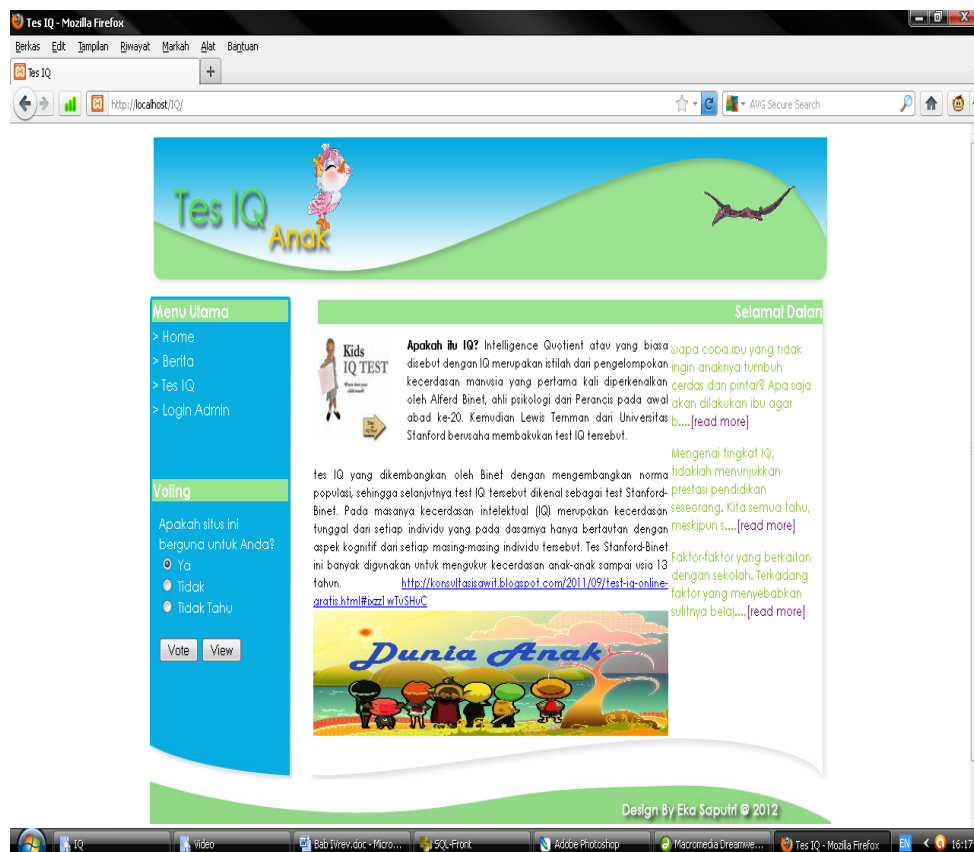 Tes IQ - Mozilla Firefox
Berkas Edit Tampilan Riwayat Markah Alat Bantuan
Tes IQ
http://localhost/IQ/
AVG Secure Search
Tes IQ
Anak
Menu Utama
> Home
> Berita
> Tes IQ
> Login Admin
Voting
Apakah situs ini
berguna untuk Anda?
Ya
Tidak
Tidak Tahu
Vote View
Selamat Datan
Kids
IQ TEST
Apakah itu IQ? Intelligence Quotient atau yang biasa
disebut dengan IQ merupakan istilah dari pengelompokan
kecerdasan manusia yang pertama kali diperkenalkan
oleh Alferd Binet, ahli psikologi dari Perancis pada awal
abad ke-20. Kemudian Lewis Ternman dari Universitas
Stanford berusaha membakukan test IQ tersebut.
tes IQ yang dikembangkan oleh Binet dengan mengembangkan norma
populasi, sehingga selanjutnya test IQ tersebut dikenal sebagai test Stanford-
Binet. Pada masanya kecerdasan intelektual (IQ) merupakan kecerdasan
tunggal dari setiap individu yang pada dasarnya hanya bertautan dengan
aspek kognitif dari setiap masing-masing individu tersebut. Tes Stanford-Binet
ini banyak digunakan untuk mengukur kecerdasan anak-anak sampai usia 13
tahun. http://konsultasisawit.blogspot.com/2011/09/test-iq-online-
gratis.html#ixzz1wTuSHuC
Dunia Anak
Siapa coba ibu yang tidak
ingin anaknya tumbuh
cerdas dan pintar? Apa saja
akan dilakukan ibu agar
b....[read more]
Mengenai tingkat IQ,
tidaklah menunjukkan
prestasi pendidikan
seseorang. Kita semua tahu,
meskipun s....[read more]
Faktor-faktor yang berkaitan
dengan sekolah. Terkadang
faktor yang menyebabkan
sulitnya belaj....[read more]
Design By Eka Saputri @ 2012
IQ
Video
Bab IVrev.doc - Micro...
SQL-Front
Adobe Photoshop
Macromedia Dreamwe...
Tes IQ - Mozilla Firefox
EN
16:17